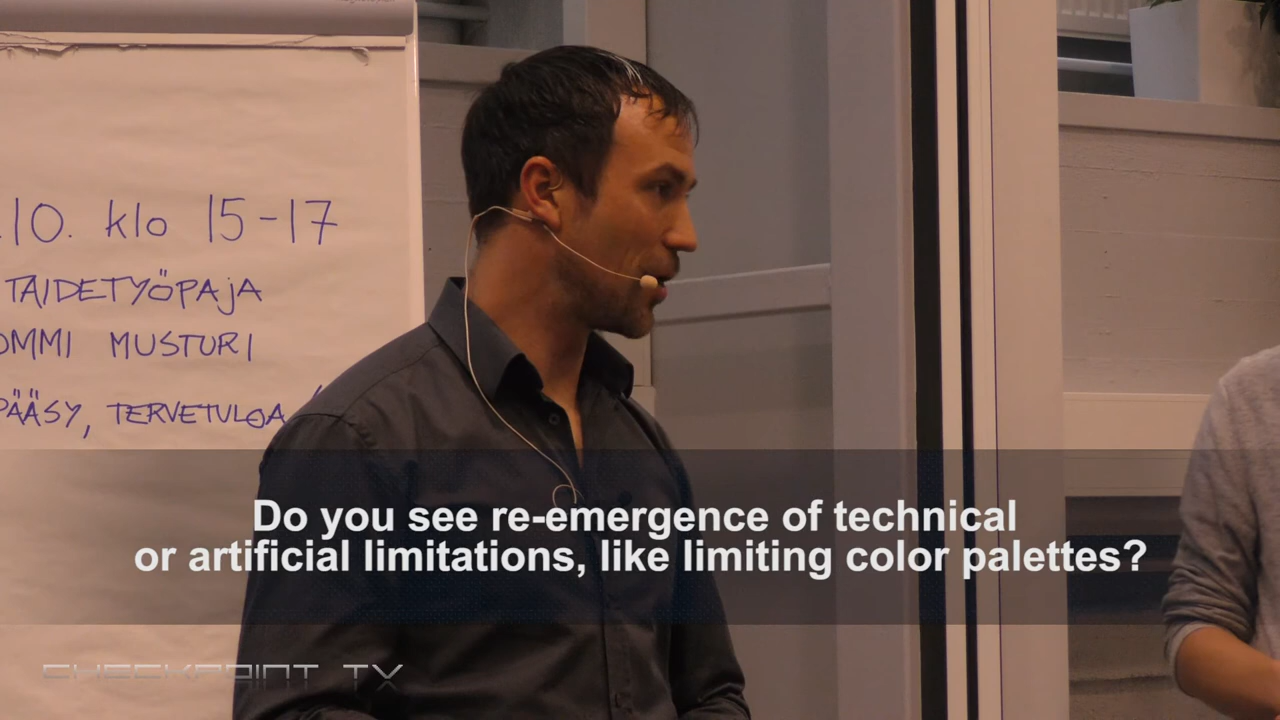 .10. klo 15-17
TAIDETYÖPAJA
OMMI MUSTURI
PÄÄSY, TERVETULOA
Do you see re-emergence of technical
or artificial limitations, like limiting color palettes?
CHECKPOINT TV